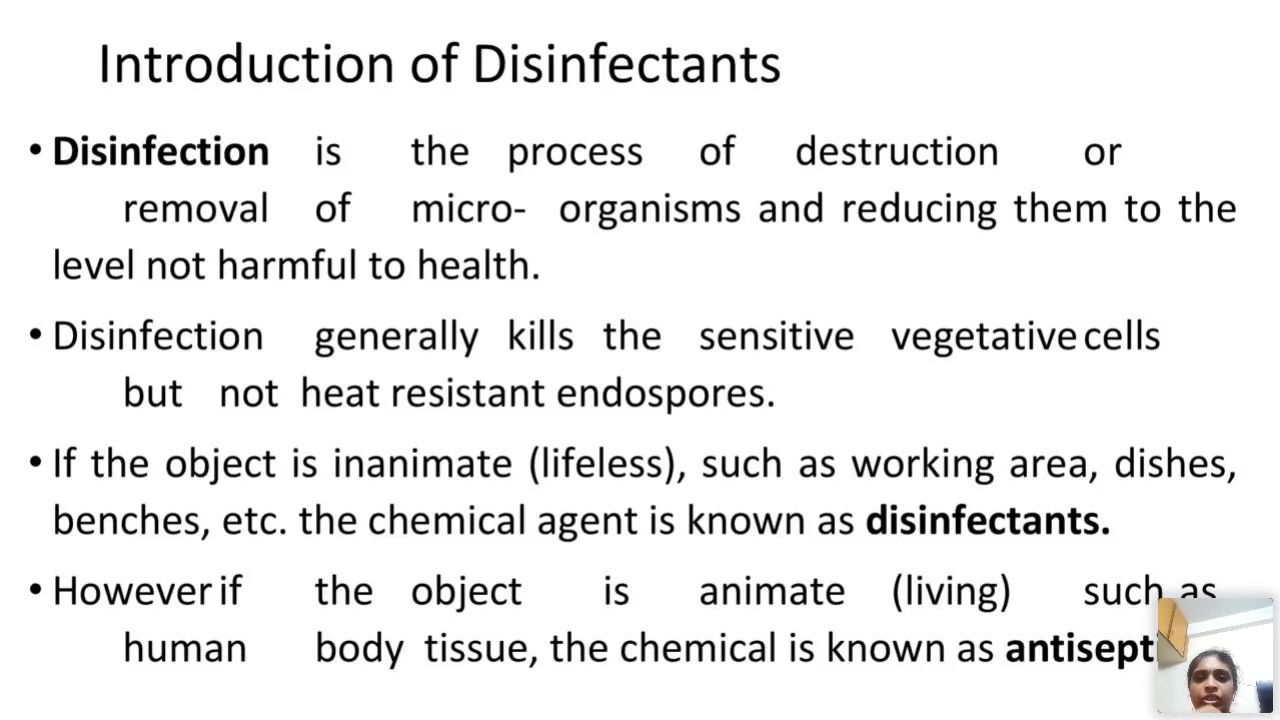 Introduction of Disinfectants
• Disinfection is the process of destruction or
removal of micro- organisms and reducing them to the
level not harmful to health.
• Disinfection generally kills the sensitive vegetative cells
but not heat resistant endospores.
• If the object is inanimate (lifeless), such as working area, dishes,
benches, etc. the chemical agent is known as disinfectants.
• However if the object is animate (living) such as
human body tissue, the chemical is known as